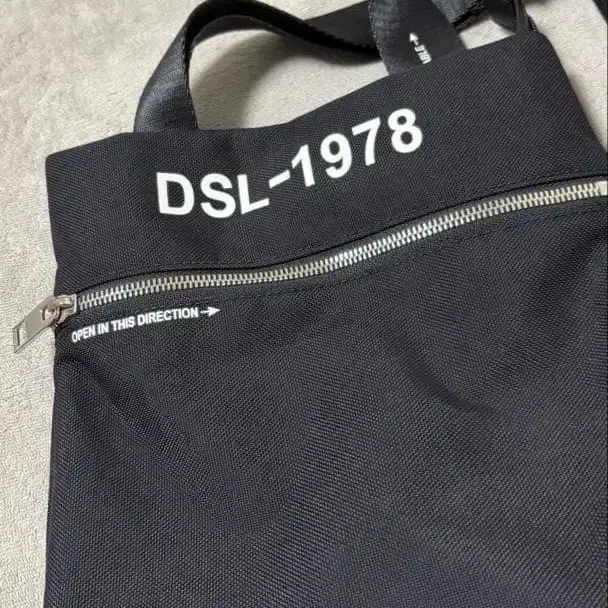 DSL-1978
OPEN IN THIS DIRECTION →